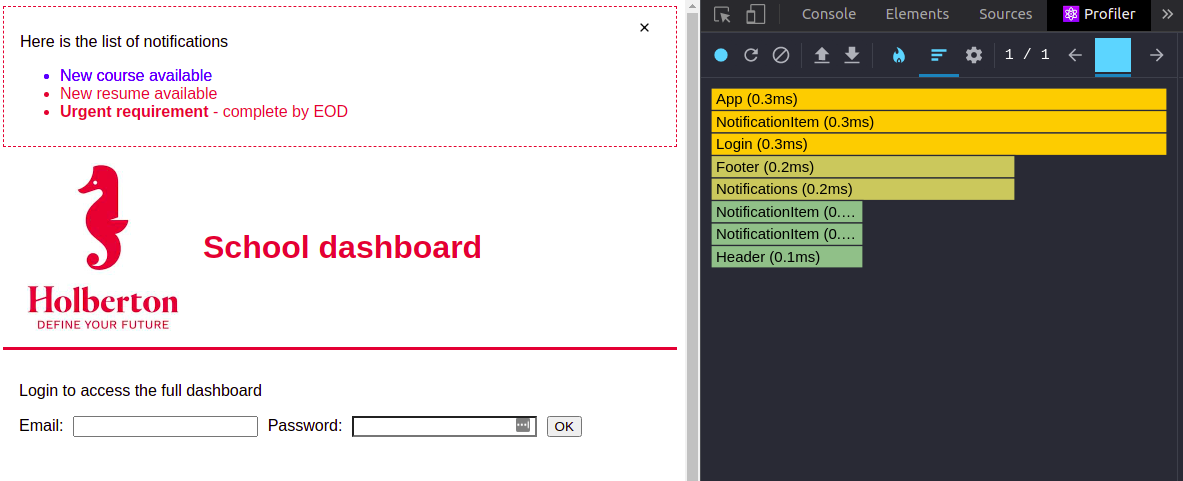 Here is the list of notifications
×
New course available
New resume available
Urgent requirement - complete by EOD
Holberton
DEFINE YOUR FUTURE
School dashboard
Login to access the full dashboard
Email: Password: OK
Console Elements Sources Profiler »
1 / 1
App (0.3ms)
NotificationItem (0.3ms)
Login (0.3ms)
Footer (0.2ms)
Notifications (0.2ms)
NotificationItem (0.…
NotificationItem (0.…
Header (0.1ms)